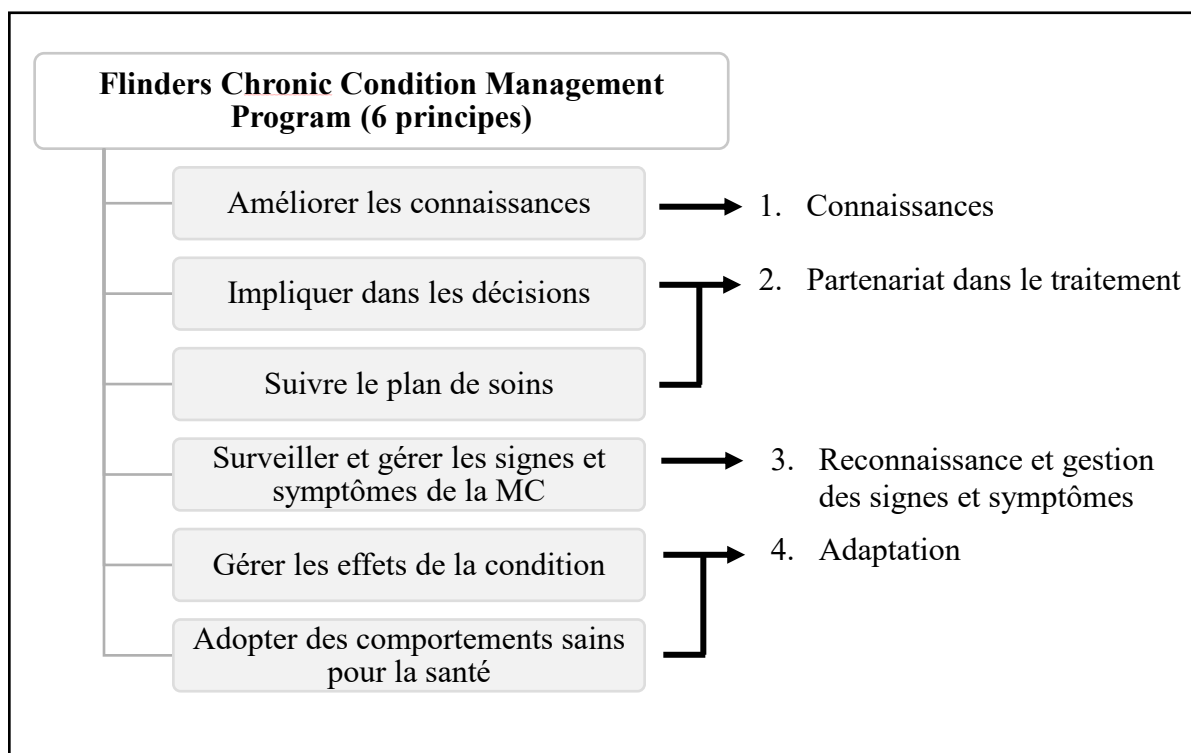 Flinders Chronic Condition Management
Program (6 principes)
Améliorer les connaissances
1. Connaissances
Impliquer dans les décisions
2. Partenariat dans le traitement
Suivre le plan de soins
Surveiller et gérer les signes et
symptômes de la MC
3. Reconnaissance et gestion
des signes et symptômes
Gérer les effets de la condition
4. Adaptation
Adopter des comportements sains
pour la santé